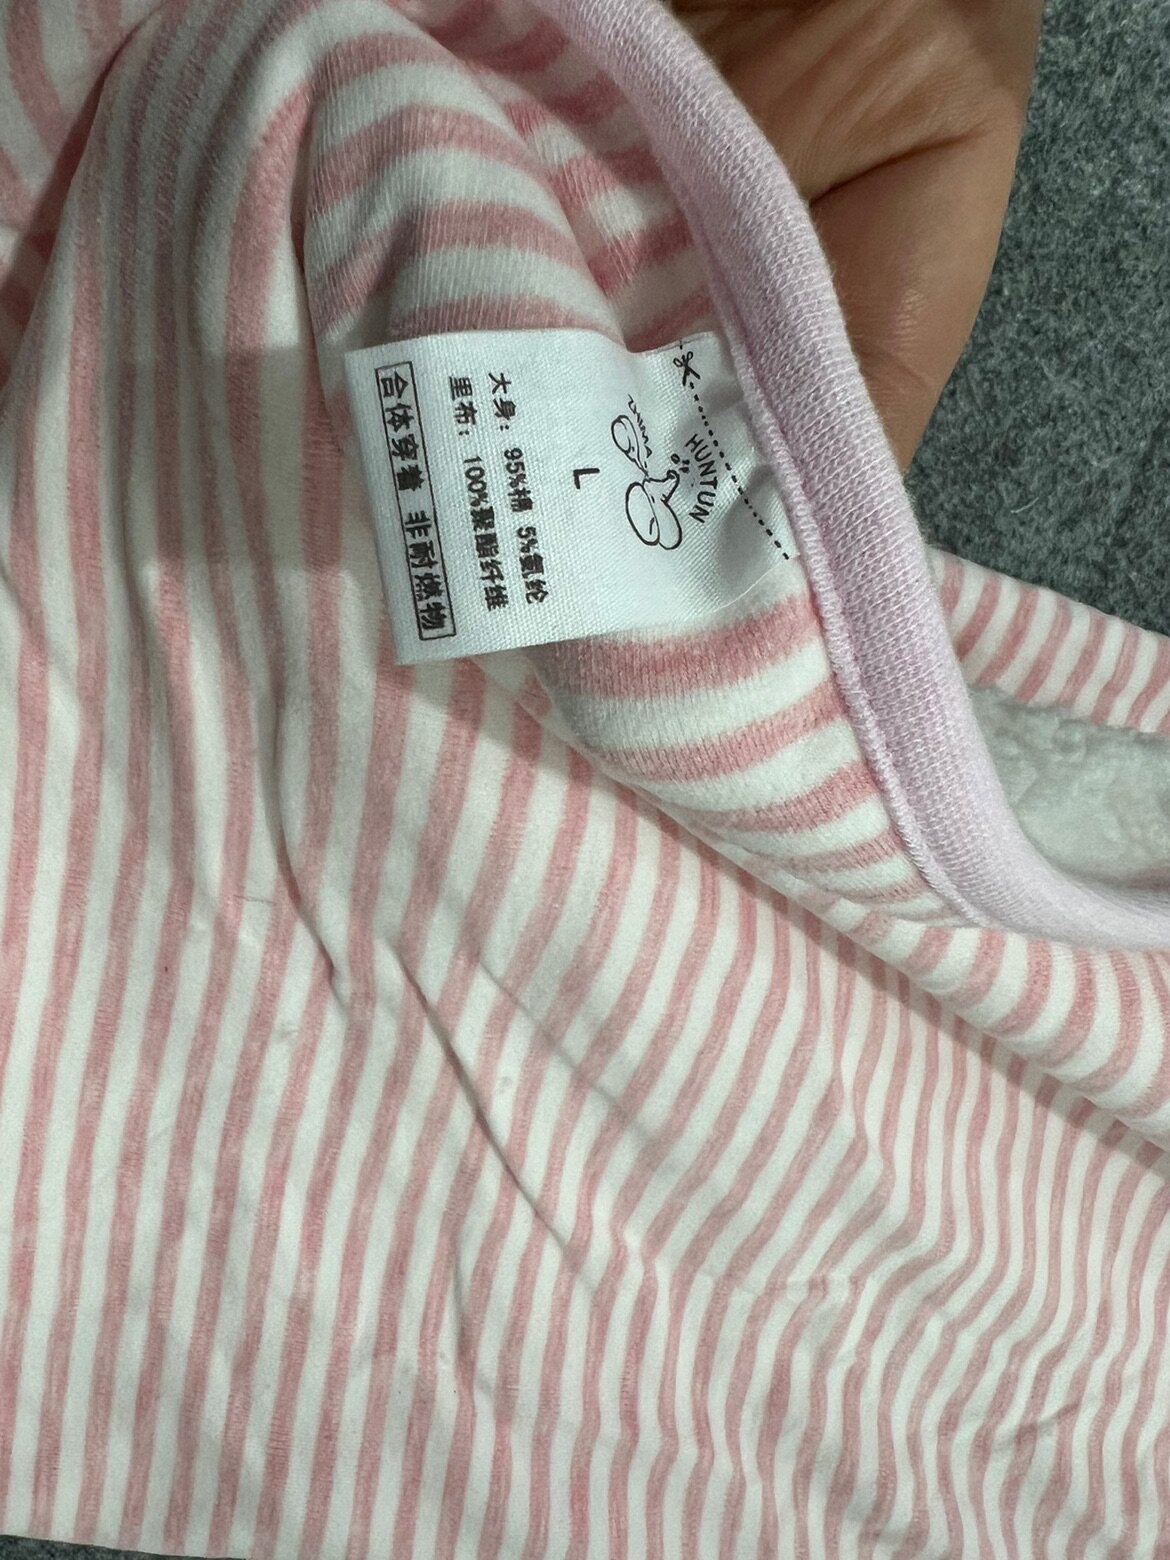 HUNTUN
L
大身: 95%棉 5%氨纶
里布: 100%聚酯纤维
合体穿着 非耐燃物